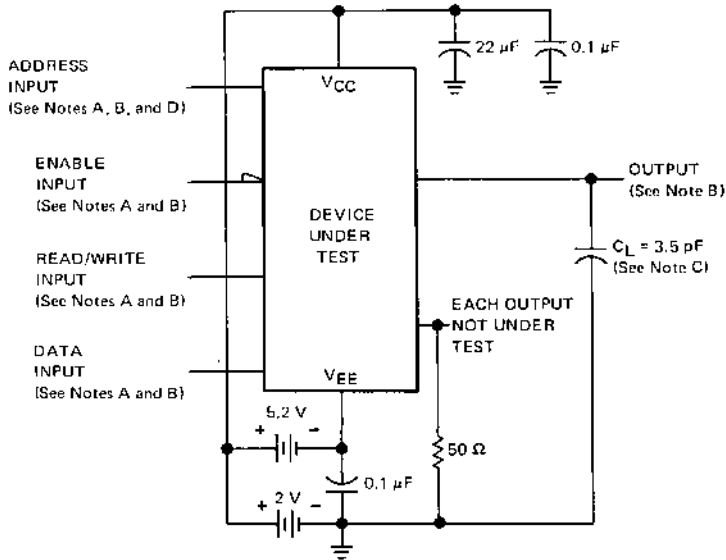 22 μF
0.1 μF
ADDRESS
INPUT
(See Notes A, B, and D)
VCC
ENABLE
INPUT
(See Notes A and B)
OUTPUT
(See Note B)
DEVICE
UNDER
TEST
CL = 3.5 pF
(See Note C)
READ/WRITE
INPUT
(See Notes A and B)
EACH OUTPUT
NOT UNDER
TEST
DATA
INPUT
(See Notes A and B)
VEE
5.2 V
+ −
50 Ω
0.1 μF
2 V
+ −